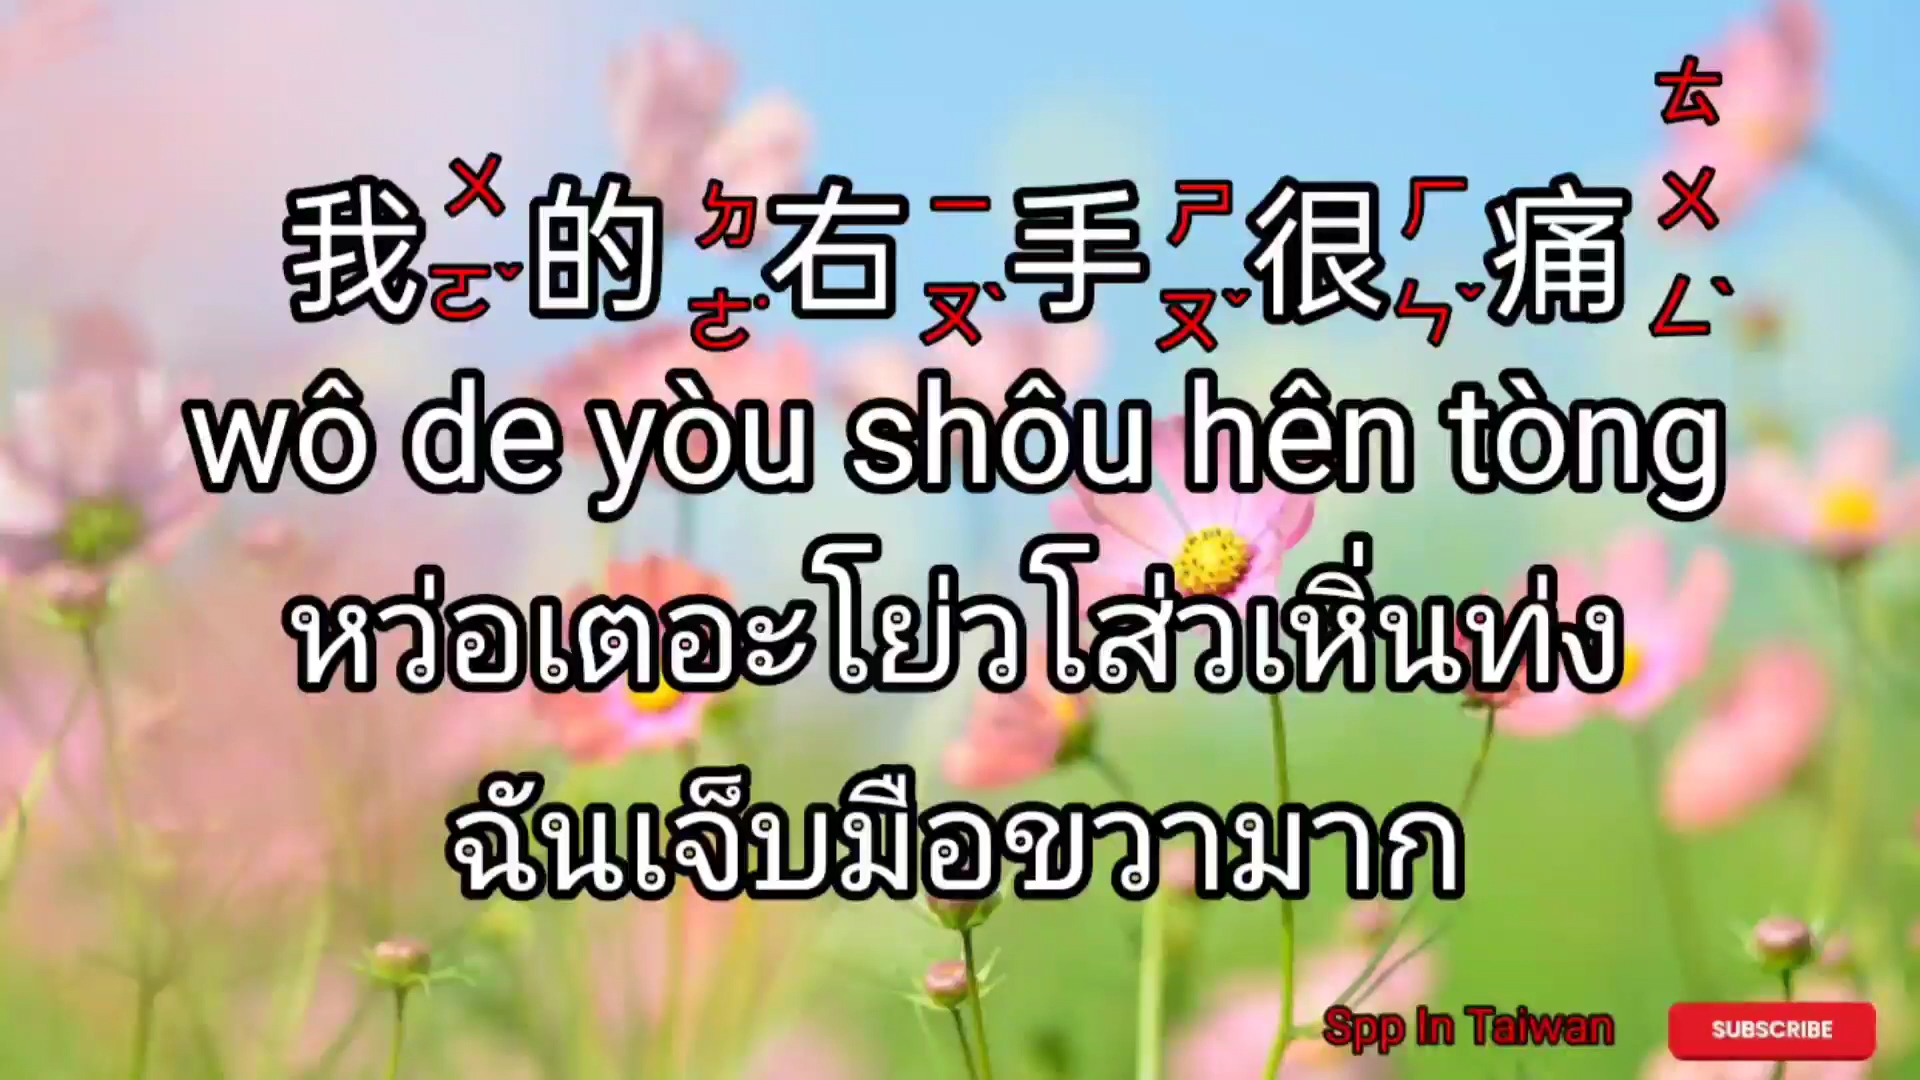 我ㄨㄛˇ的ㄉㄜ˙右ㄧㄡˋ手ㄕㄡˇ很ㄏㄣˇ痛ㄊㄨㄥˋ
wô de yòu shôu hên tòng
หว่อเตอะโย่วโส่วเหิ่นท่ง
ฉันเจ็บมือขวามาก
Spp In Taiwan
SUBSCRIBE